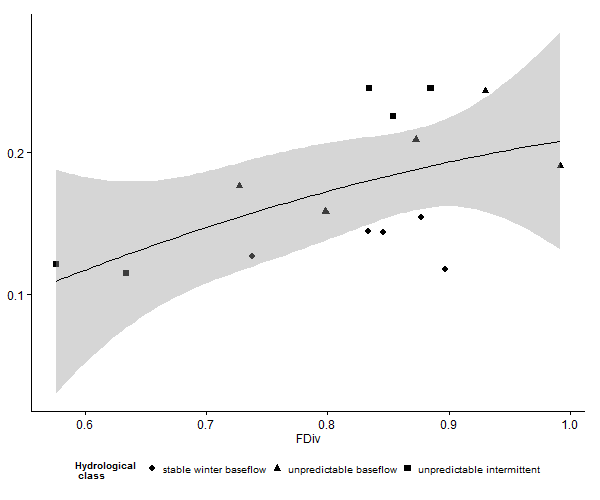 0.2
0.1
0.6 0.7 0.8 0.9 1.0
FDiv
Hydrological
class
stable winter baseflow unpredictable baseflow unpredictable intermittent